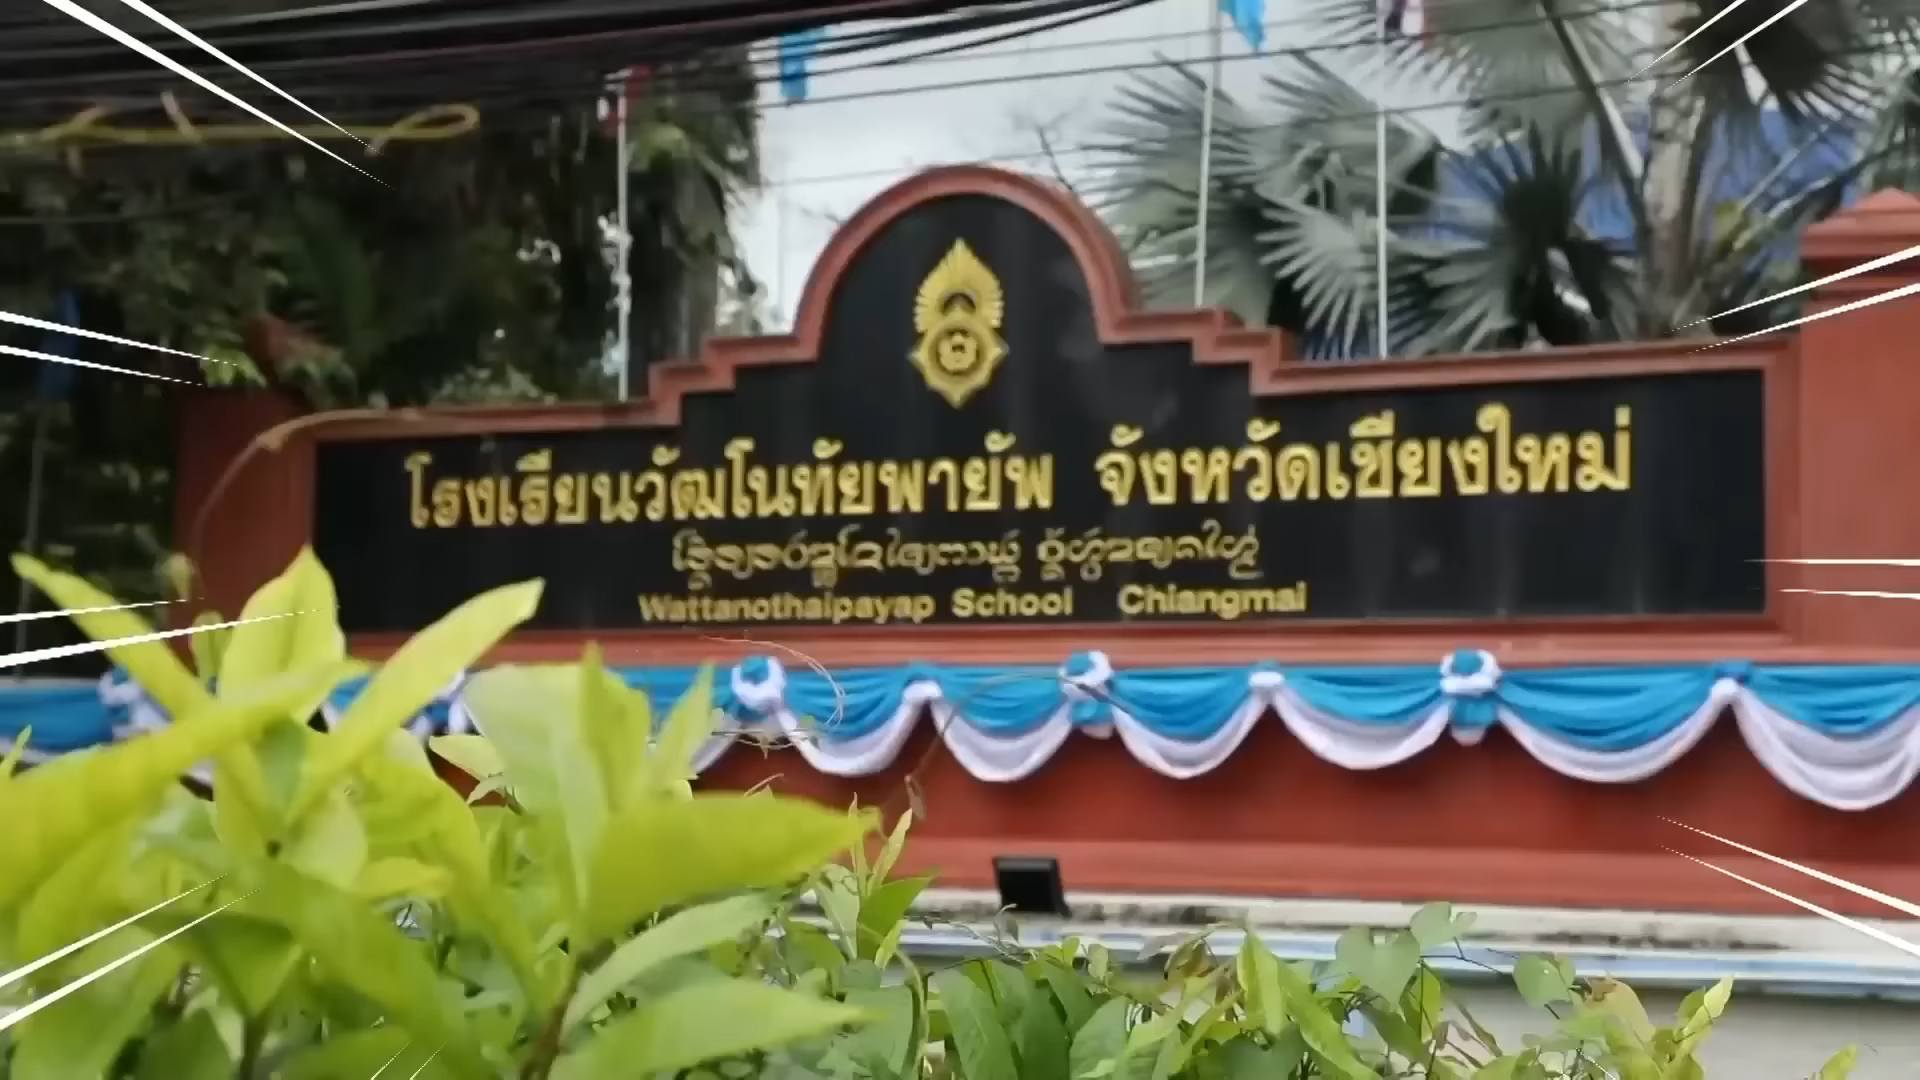 โรงเรียนวัฒโนทัยพายัพ จังหวัดเชียงใหม่
Wattanothaipayap School Chiangmai